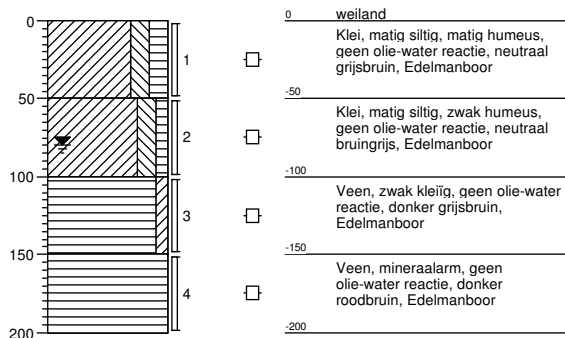 0
50
100
150
200
1
2
3
4
0 weiland
Klei, matig siltig, matig humeus,
geen olie-water reactie, neutraal
grijsbruin, Edelmanboor
-50
Klei, matig siltig, zwak humeus,
geen olie-water reactie, neutraal
bruingrijs, Edelmanboor
-100
Veen, zwak kleiïg, geen olie-water
reactie, donker grijsbruin,
Edelmanboor
-150
Veen, mineraalarm, geen
olie-water reactie, donker
roodbruin, Edelmanboor
-200